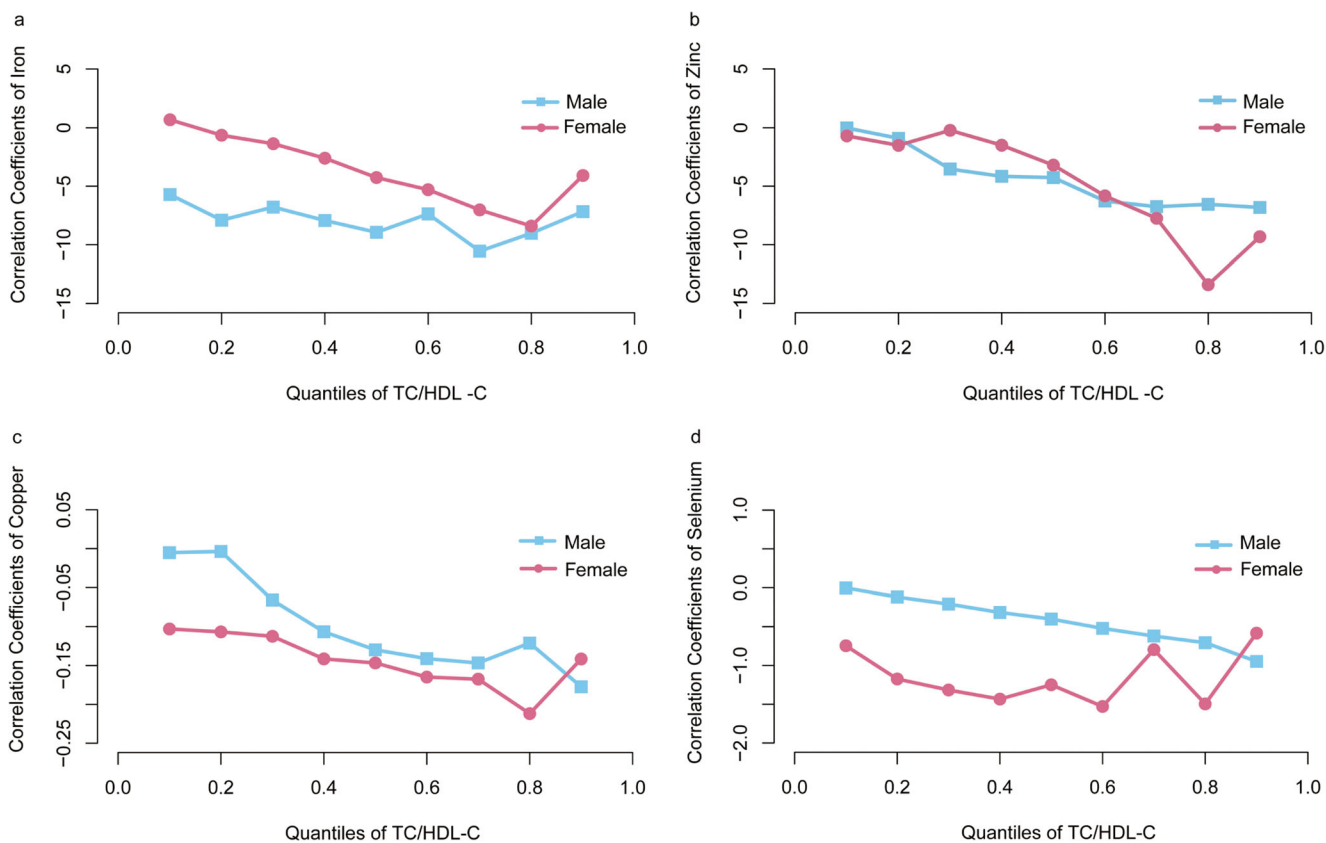 a
Correlation Coefficients of Iron
5
0
−5
−10
−15
Male
Female
0.0 0.2 0.4 0.6 0.8 1.0
Quantiles of TC/HDL -C
b
Correlation Coefficients of Zinc
5
0
−5
−10
−15
Male
Female
0.0 0.2 0.4 0.6 0.8 1.0
Quantiles of TC/HDL -C
c
Correlation Coefficients of Copper
0.05
−0.05
−0.15
−0.25
Male
Female
0.0 0.2 0.4 0.6 0.8 1.0
Quantiles of TC/HDL-C
d
Correlation Coefficients of Selenium
1.0
0.0
−1.0
−2.0
Male
Female
0.0 0.2 0.4 0.6 0.8 1.0
Quantiles of TC/HDL-C